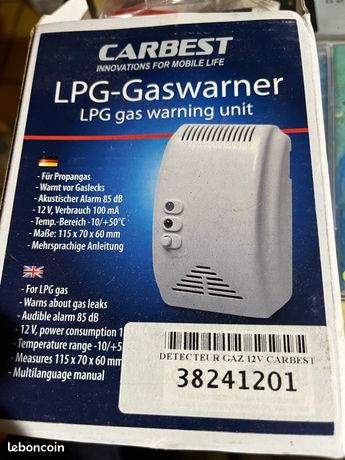 CARBEST
INNOVATIONS FOR MOBILE LIFE
LPG-Gaswarner
LPG gas warning unit
- Für Propangas
- Warnt vor Gaslecks
- Akustischer Alarm 85 dB
- 12 V, Verbrauch 100 mA
- Temp.-Bereich -10/+50°C
- Maße: 115 x 70 x 60 mm
- Mehrsprachige Anleitung
- For LPG gas
- Warns about gas leaks
- Audible alarm 85 dB
- 12 V, power consumption 1
- Temperature range -10/+5
- Measures 115 x 70 x 60 mm
- Multilanguage manual
DETECTEUR GAZ 12V CARBEST
38241201
leboncoin